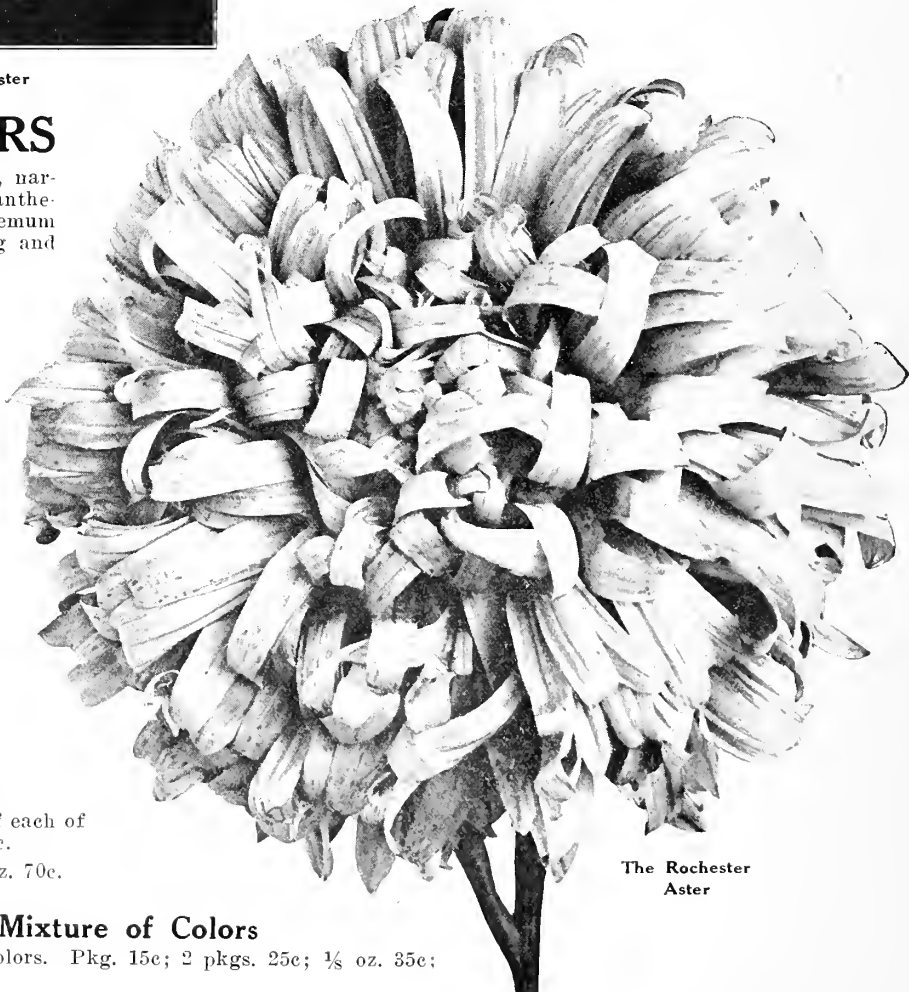 ster
RS
, nar-
anthe-
emum
g and
each of
c.
z. 70c.
Mixture of Colors
olors. Pkg. 15c; 2 pkgs. 25c; ⅛ oz. 35c;
The Rochester
Aster